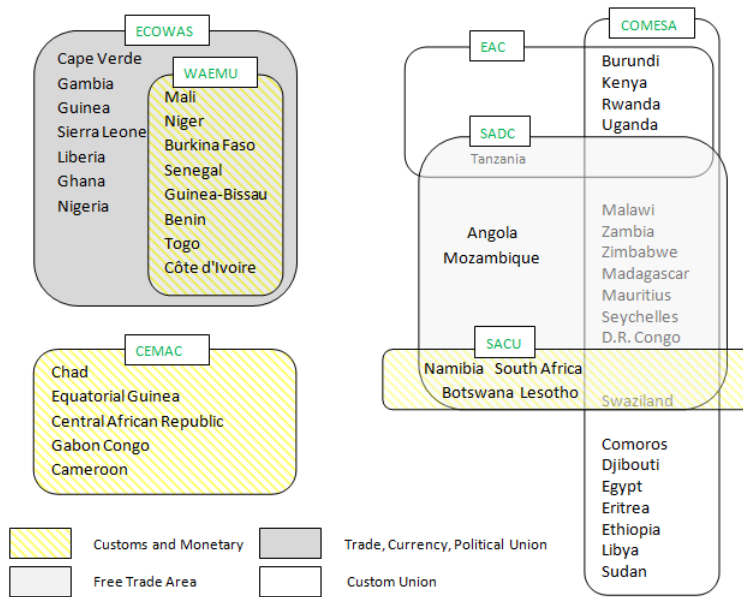 ECOWAS
Cape Verde
Gambia
Guinea
Sierra Leone
Liberia
Ghana
Nigeria
WAEMU
Mali
Niger
Burkina Faso
Senegal
Guinea-Bissau
Benin
Togo
Côte d'Ivoire
EAC
COMESA
Burundi
Kenya
Rwanda
Uganda
SADC
Tanzania
Angola
Mozambique
Malawi
Zambia
Zimbabwe
Madagascar
Mauritius
Seychelles
D.R. Congo
SACU
Namibia South Africa
Botswana Lesotho
Swaziland
Comoros
Djibouti
Egypt
Eritrea
Ethiopia
Libya
Sudan
CEMAC
Chad
Equatorial Guinea
Central African Republic
Gabon Congo
Cameroon
Customs and Monetary
Trade, Currency, Political Union
Free Trade Area
Custom Union